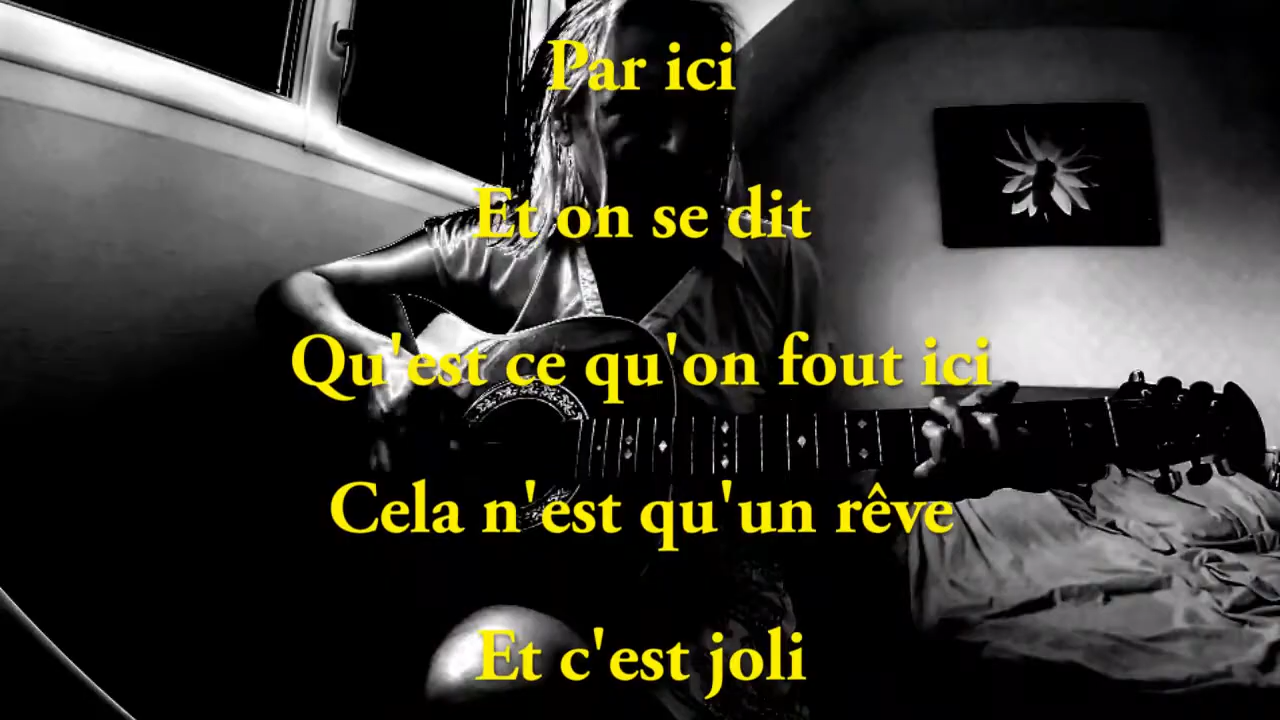 Par ici
Et on se dit
Qu'est ce qu'on fout ici
Cela n'est qu'un rêve
Et c'est joli